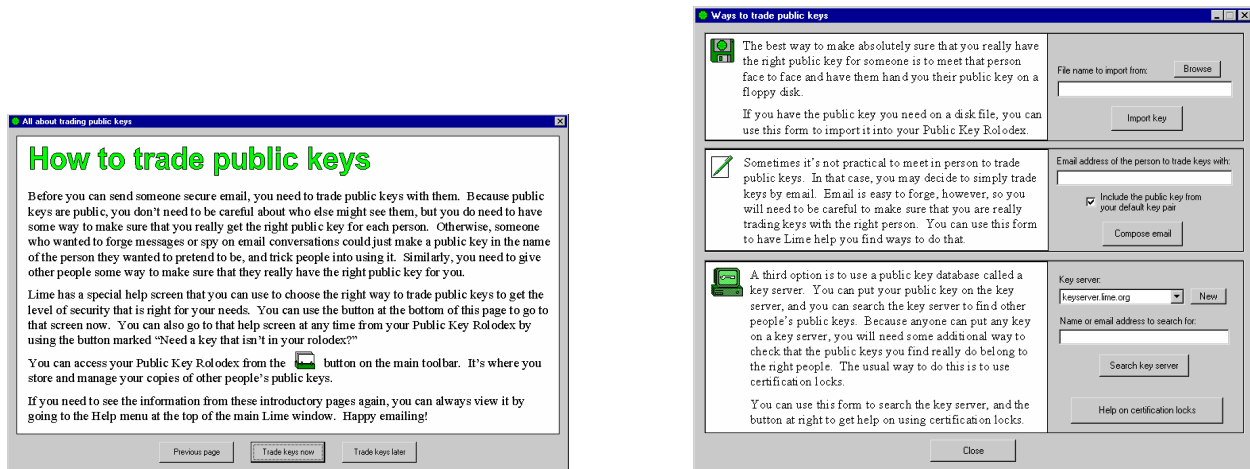 All about trading public keys
How to trade public keys
Before you can send someone secure email, you need to trade public keys with them. Because public
keys are public, you don't need to be careful about who else might see them, but you do need to have
some way to make sure that you really get the right public key for each person. Otherwise, someone
who wanted to forge messages or spy on email conversations could just make a public key in the name
of the person they wanted to pretend to be, and trick people into using it. Similarly, you need to give
other people some way to make sure that they really have the right public key for you.
Lime has a special help screen that you can use to choose the right way to trade public keys to get the
level of security that is right for your needs. You can use the button at the bottom of this page to go to
that screen now. You can also go to that help screen at any time from your Public Key Rolodex by
using the button marked “Need a key that isn't in your rolodex?”
You can access your Public Key Rolodex from the button on the main toolbar. It's where you
store and manage your copies of other people's public keys.
If you need to see the information from these introductory pages again, you can always view it by
going to the Help menu at the top of the main Lime window. Happy emailing!
Previous page
Trade keys now
Trade keys later
Ways to trade public keys
The best way to make absolutely sure that you really have
the right public key for someone is to meet that person
face to face and have them hand you their public key on a
floppy disk.
If you have the public key you need on a disk file, you can
use this form to import it into your Public Key Rolodex.
File name to import from:
Browse
Import key
Sometimes it's not practical to meet in person to trade
public keys. In that case, you may decide to simply trade
keys by email. Email is easy to forge, however, so you
will need to be careful to make sure that you are really
trading keys with the right person. You can use this form
to have Lime help you find ways to do that.
Email address of the person to trade keys with:
Include the public key from
your default key pair
Compose email
A third option is to use a public key database called a
key server. You can put your public key on the key
server, and you can search the key server to find other
people's public keys. Because anyone can put any key
on a key server, you will need some additional way to
check that the public keys you find really do belong to
the right people. The usual way to do this is to use
certification locks.
You can use this form to search the key server, and the
button at right to get help on using certification locks.
Key server:
keyserver.lime.org
New
Name or email address to search for:
Search key server
Help on certification locks
Close